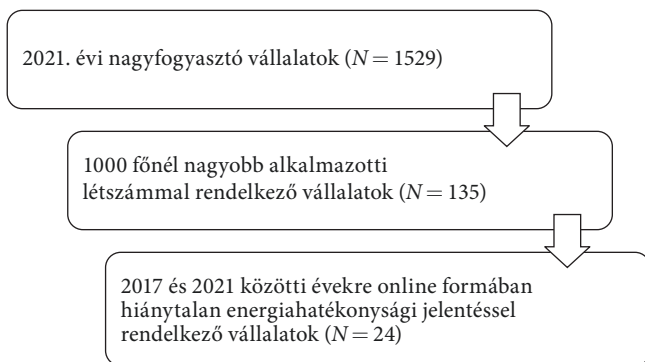 2021. évi nagyfogyasztó vállalatok (N = 1529)
1000 főnél nagyobb alkalmazotti
létszámmal rendelkező vállalatok (N = 135)
2017 és 2021 közötti évekre online formában
hiánytalan energiahatékonysági jelentéssel
rendelkező vállalatok (N = 24)